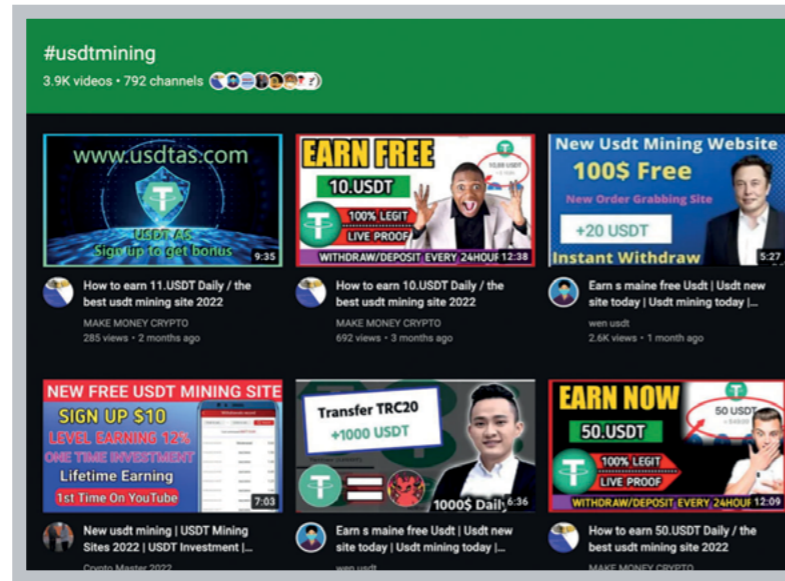 #usdtmining
3.9K videos • 792 channels
www.usdtas.com
USDT AS
Sign up to get bonus
9:35
EARN FREE
10.USDT
100% LEGIT
LIVE PROOF
WITHDRAW/DEPOSIT EVERY 24HOUR
12:38
New Usdt Mining Website
100$ Free
New Order Grabbing Site
+20 USDT
Instant Withdraw
5:27
How to earn 11.USDT Daily / the
best usdt mining site 2022
MAKE MONEY CRYPTO
285 views • 2 months ago
How to earn 10.USDT Daily / the
best usdt mining site 2022
MAKE MONEY CRYPTO
692 views • 3 months ago
Earn s maine free Usdt | Usdt new
site today | Usdt mining today |...
wen usdt
2.6K views • 1 month ago
NEW FREE USDT MINING SITE
SIGN UP $10
LEVEL EARNING 12%
ONE TIME INVESTMENT
Lifetime Earning
1st Time On YouTube
7:03
Transfer TRC20
+1000 USDT
1000$ Daily
6:36
EARN NOW
50 USDT
50.USDT
100% LEGIT
LIVE PROOF
WITHDRAW/DEPOSIT EVERY 24HOUR
12:09
New usdt mining | USDT Mining
Sites 2022 | USDT Investment |...
Crypto Master 2022
Earn s maine free Usdt | Usdt new
site today | Usdt mining today |...
wen usdt
How to earn 50.USDT Daily / the
best usdt mining site 2022
MAKE MONEY CRYPTO